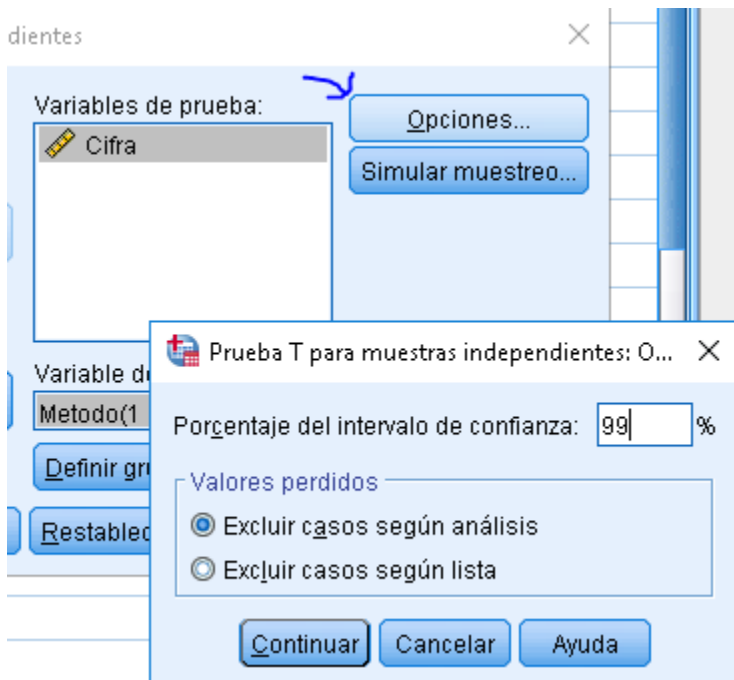 dientes
Variables de prueba:
Cifra
Opciones...
Simular muestreo...
Prueba T para muestras independientes: O...
Variable d
Metodo(1
Porcentaje del intervalo de confianza: 99 %
Definir gr
Valores perdidos
Restablec
Excluir casos según análisis
Excluir casos según lista
Continuar
Cancelar
Ayuda